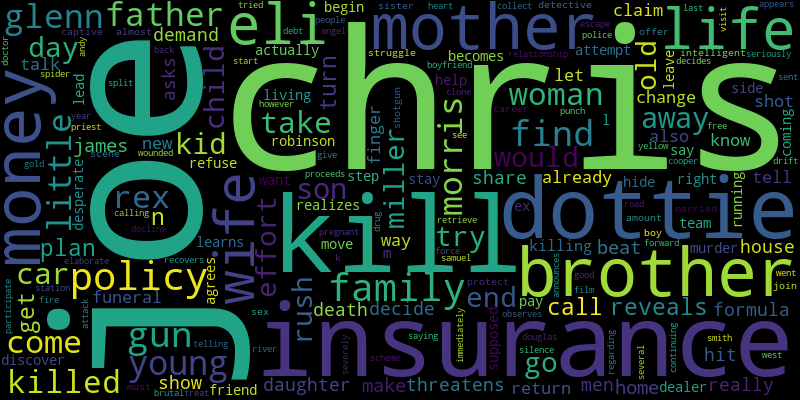 glenn
father
eli
mother
begin
sister
heart
collect
detective
tried
people
angel
offer
police
last
appears
claim
life
doctor
captive
almost
day
demand
debt
escape
visit
andy
talk
actually
struggle
attempt
intelligent
seriously
spider
split
back
asks
child
turn
start
boyfriend
becomes
relationship
decides
old
leave
chris
joe
money
lead
however
living
help
career
let
change
side
shot
sent
year
priest
james
kid
take
woman
clone
punch
find
away
also
know
free
coming
little
new
robinson
finger
shotgun
morris
see
say
yellow
cooper
drift
desperate
gold
scene
wounded
refuse
give
miller
would
proceeds
step
share
already
hide
right
tell
running
rex
n
wife
want
son
stay
dottie
ex
road
married
plan
calling
decline
learns
realizes
kill
drug
way
try
retrieve
amount
team
boy
forward
elaborate
recovers
effort
move
pregnant
m
k
force
samuel
killing
beat
murder
house
car
policy
agrees
family
brother
announces
good
went
film
join
participate
station
get
fire
funeral
rush
death
decide
end
protect
pay
call
reveals
formula
come
attack
gun
telling
sex
river
insurance
saying
immediately
supposed
douglas
smith
regarding
hit
west
discover
young
severely
scheme
observes
silence
several
continuing
killed
show
must
brutal
treat
friend
daughter
make
threatens
return
men
home
dealer
really